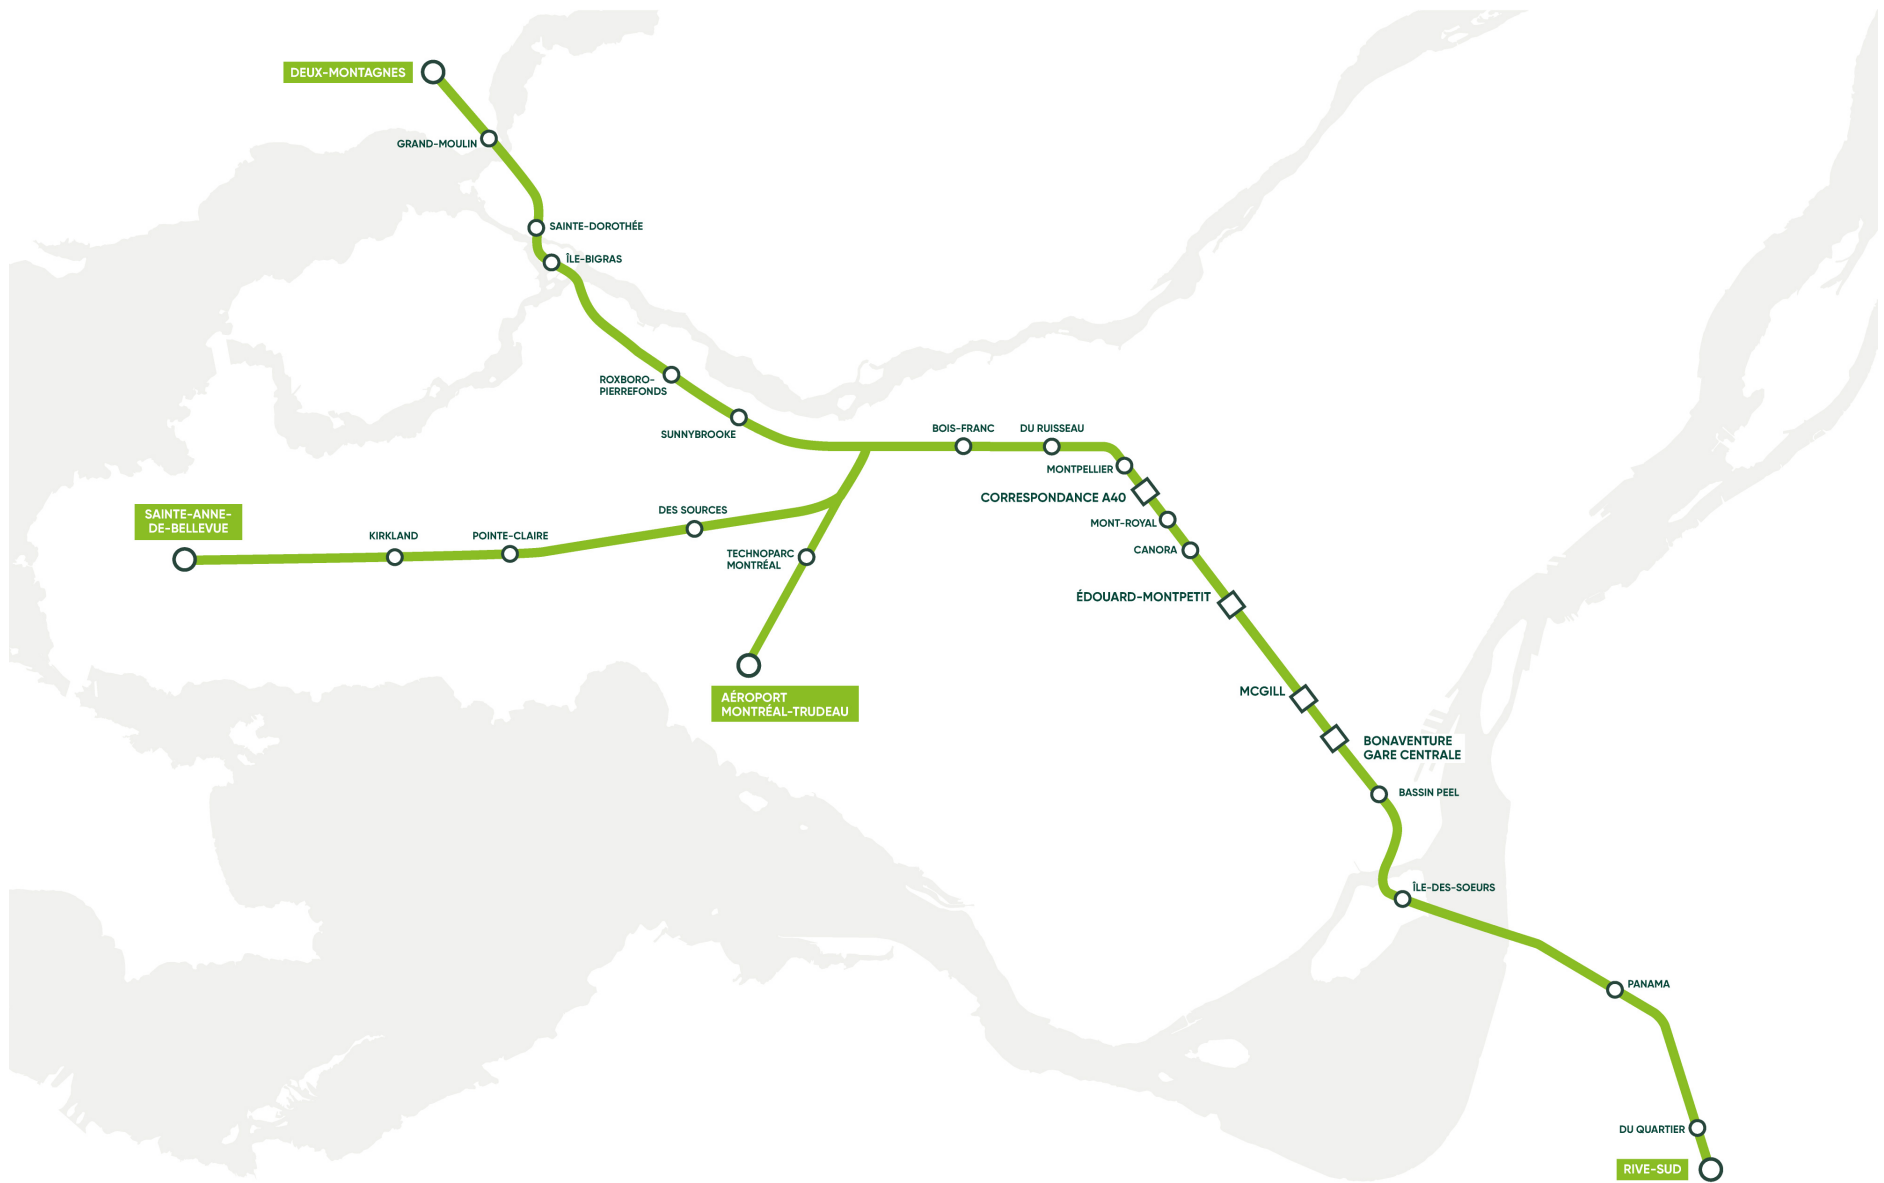 DEUX-MONTAGNES
GRAND-MOULIN
SAINTE-DOROTHÉE
ÎLE-BIGRAS
ROXBORO-
PIERREFONDS
SUNNYBROOKE
BOIS-FRANC
DU RUISSEAU
MONTPELLIER
CORRESPONDANCE A40
MONT-ROYAL
CANORA
ÉDOUARD-MONTPETIT
MCGILL
BONAVENTURE
GARE CENTRALE
BASSIN PEEL
ÎLE-DES-SOEURS
PANAMA
DU QUARTIER
RIVE-SUD
SAINTE-ANNE-
DE-BELLEVUE
KIRKLAND
POINTE-CLAIRE
DES SOURCES
TECHNOPARC
MONTRÉAL
AÉROPORT
MONTRÉAL-TRUDEAU